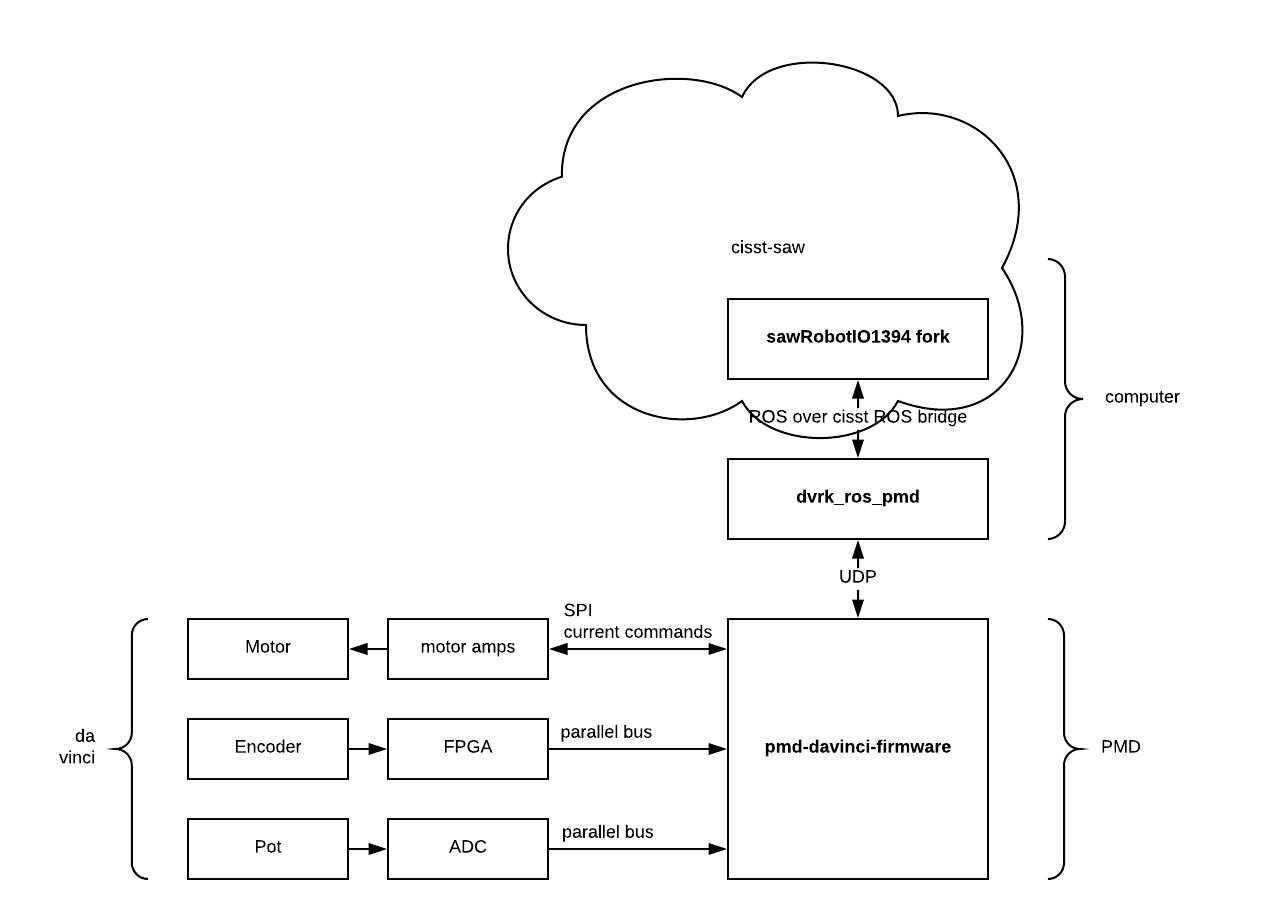 cisst-saw
sawRobotIO1394 fork
computer
ROS over cisst ROS bridge
dvrk_ros_pmd
UDP
SPI
current commands
Motor
motor amps
da
vinci
Encoder
FPGA
parallel bus
pmd-davinci-firmware
PMD
Pot
ADC
parallel bus